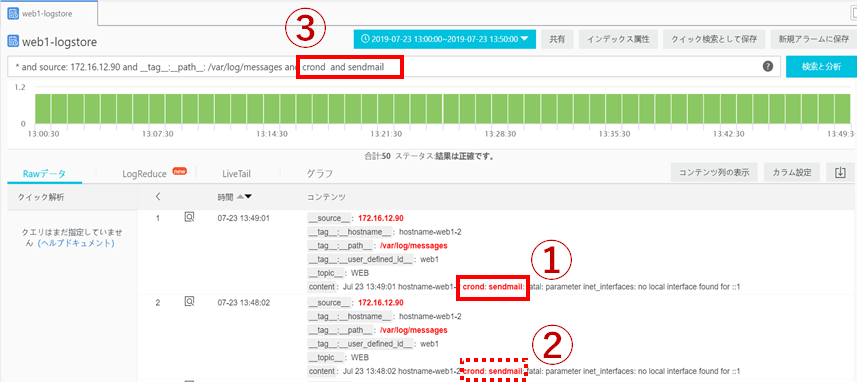 web1-logstore
web1-logstore
③
2019-07-23 13:00:00~2019-07-23 13:50:00
共有
インデックス属性
クイック検索として保存
新規アラームに保存
* and source: 172.16.12.90 and __tag__:__path__: /var/log/messages and crond and sendmail
?
検索と分析
1.2
0
13:00:30
13:07:30
13:14:30
13:21:30
13:28:30
13:35:30
13:42:30
13:49:3
合計:50 ステータス:結果は正確です。
Rawデータ
LogReduce
new
LiveTail
グラフ
コンテンツ列の表示
カラム設定
クイック解析
時間
コンテンツ
クエリはまだ指定していません (ヘルプドキュメント)
1
07-23 13:49:01
__source__ : 172.16.12.90
__tag__:__hostname__ : hostname-web1-2
__tag__:__path__ : /var/log/messages
__tag__:__user_defined_id__ : web1
__topic__ : WEB
content : Jul 23 13:49:01 hostname-web1-2 crond: sendmail: fatal: parameter inet_interfaces: no local interface found for ::1
①
2
07-23 13:48:02
__source__ : 172.16.12.90
__tag__:__hostname__ : hostname-web1-2
__tag__:__path__ : /var/log/messages
__tag__:__user_defined_id__ : web1
__topic__ : WEB
content : Jul 23 13:48:02 hostname-web1-2 crond: sendmail: fatal: parameter inet_interfaces: no local interface found for ::1
②